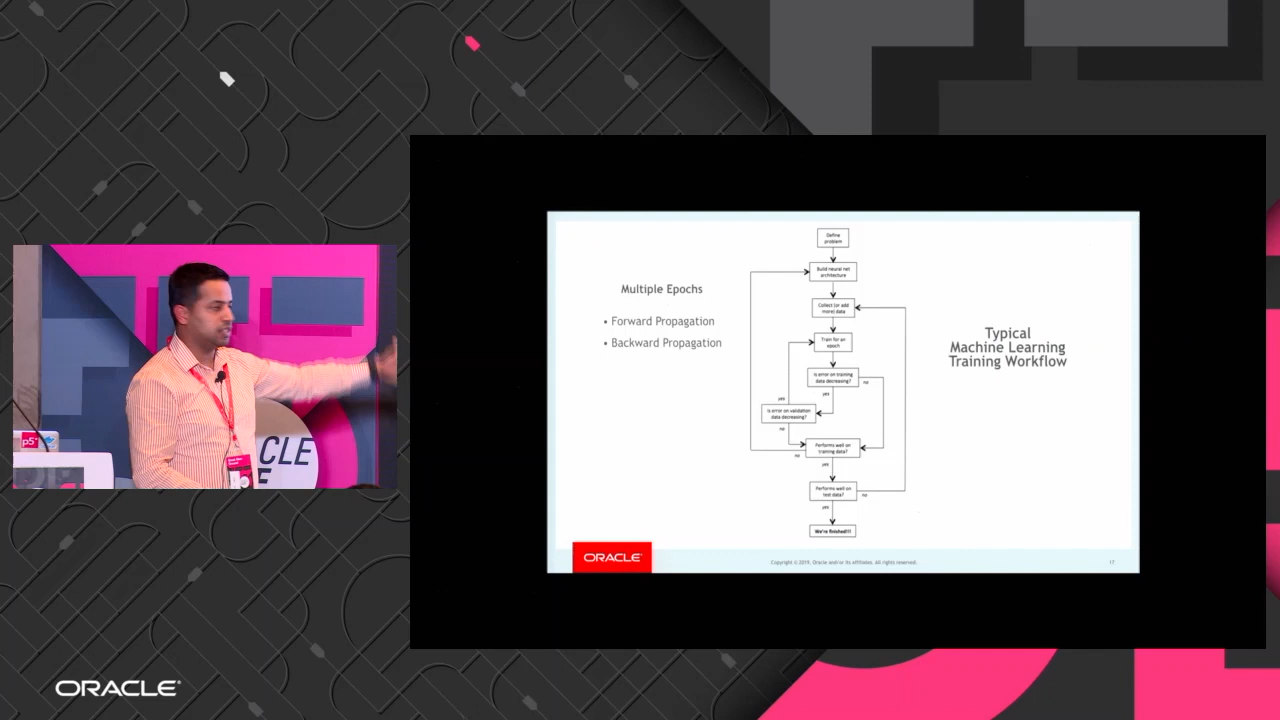 Multiple Epochs
• Forward Propagation
• Backward Propagation
Define
problem
Build neural net
architecture
Collect (or add
more) data
Train for an
epoch
Is error on training
data decreasing?
no
yes
yes
Is error on validation
data decreasing?
no
Performs well on
training data?
no
yes
Performs well on
test data?
no
yes
We're finished!!!
Typical
Machine Learning
Training Workflow
ORACLE
Copyright © 2019, Oracle and/or its affiliates. All rights reserved.
17
p5
CLE
E
ORACLE